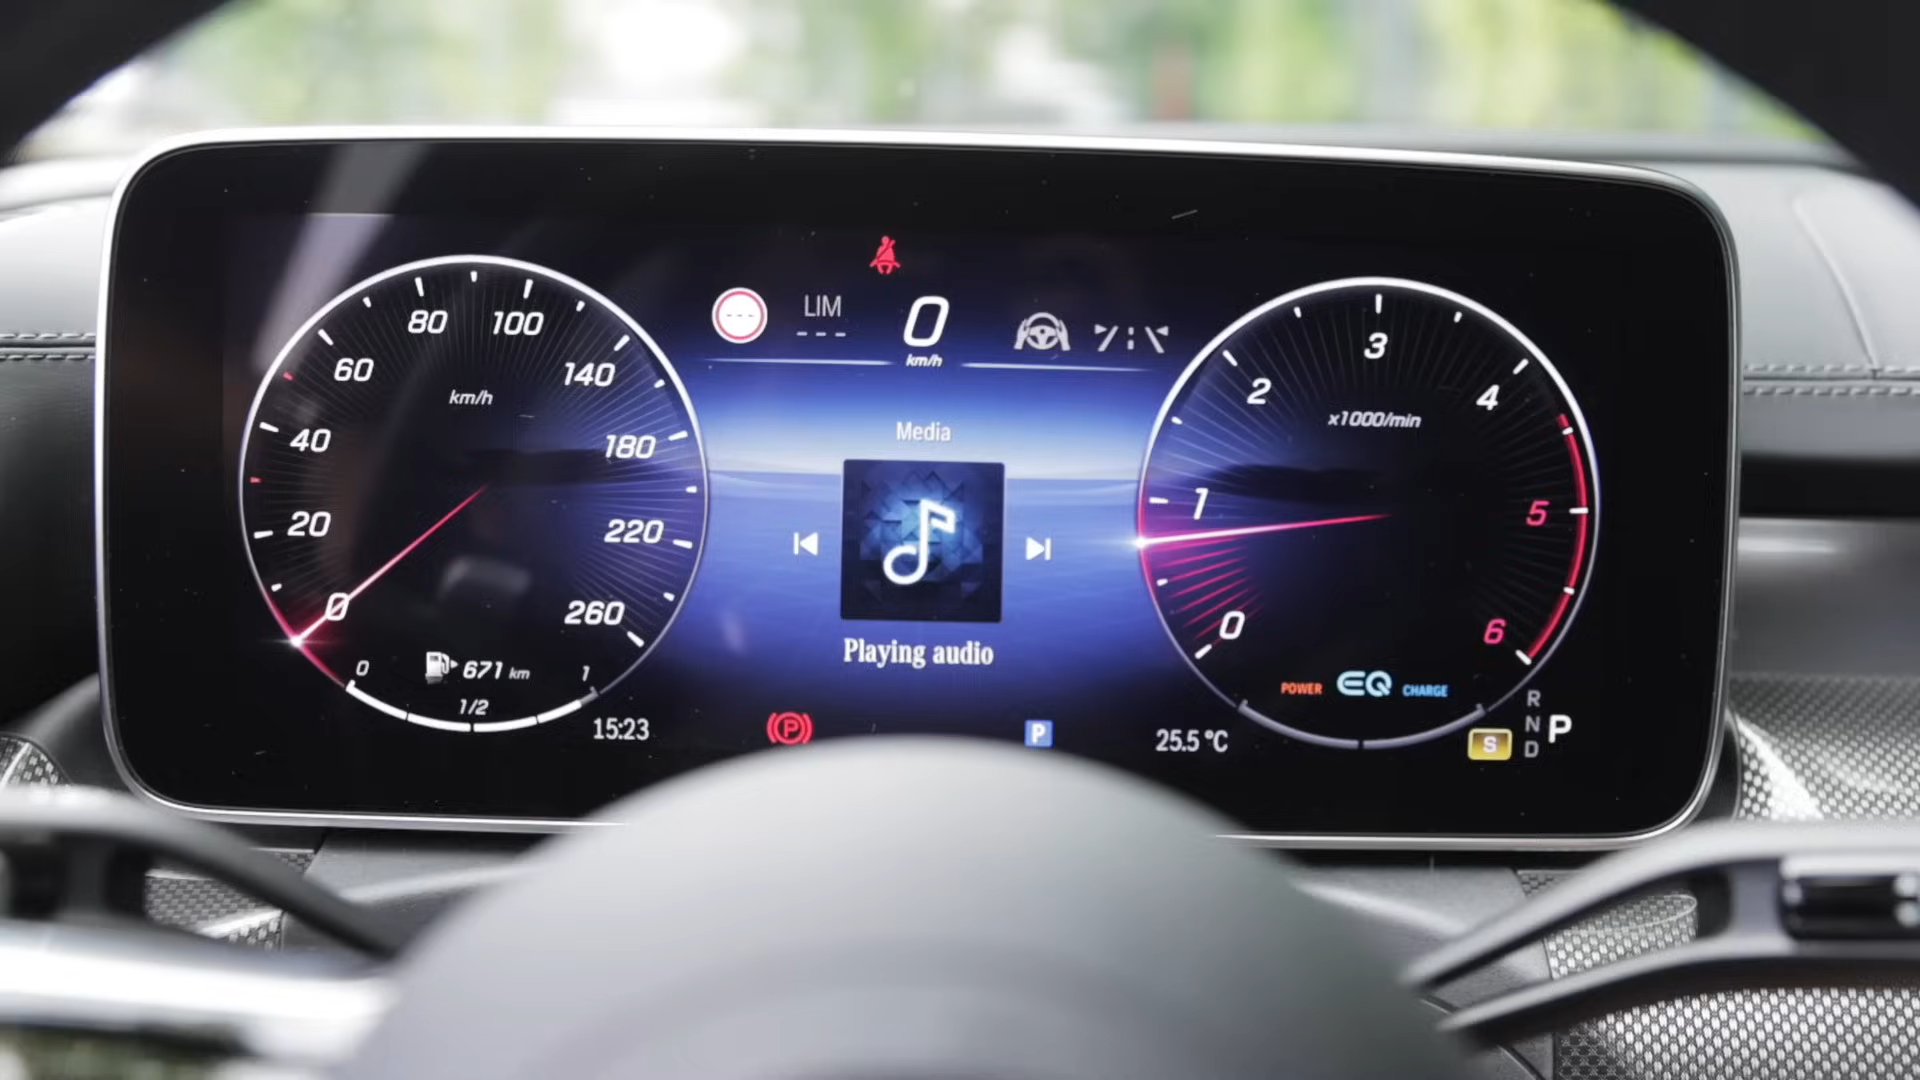 LIM
---
0
km/h
---
80 100
60 140
km/h
40 180
20 220
0 260
0 671 km 1
1/2
15:23
Media
Playing audio
P
P
25.5 °C
3
2 4
x1000/min
1 5
0 6
POWER EQ CHARGE
R
N P
D
S